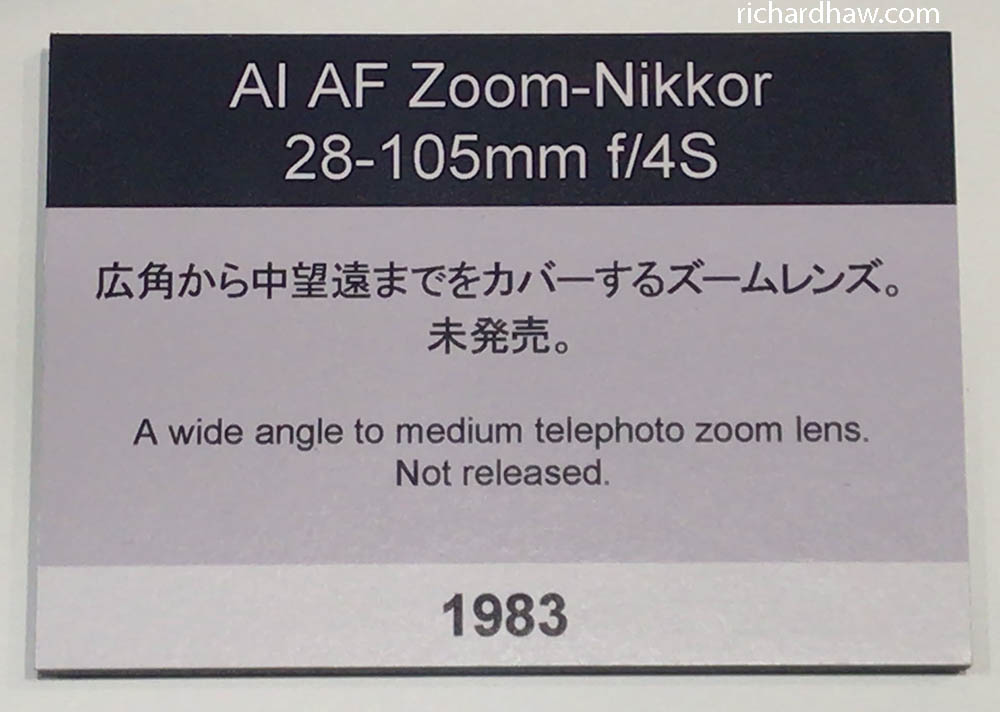 richardhaw.com
AI AF Zoom-Nikkor
28-105mm f/4S
広角から中望遠までをカバーするズームレンズ。
未発売。
A wide angle to medium telephoto zoom lens.
Not released.
1983